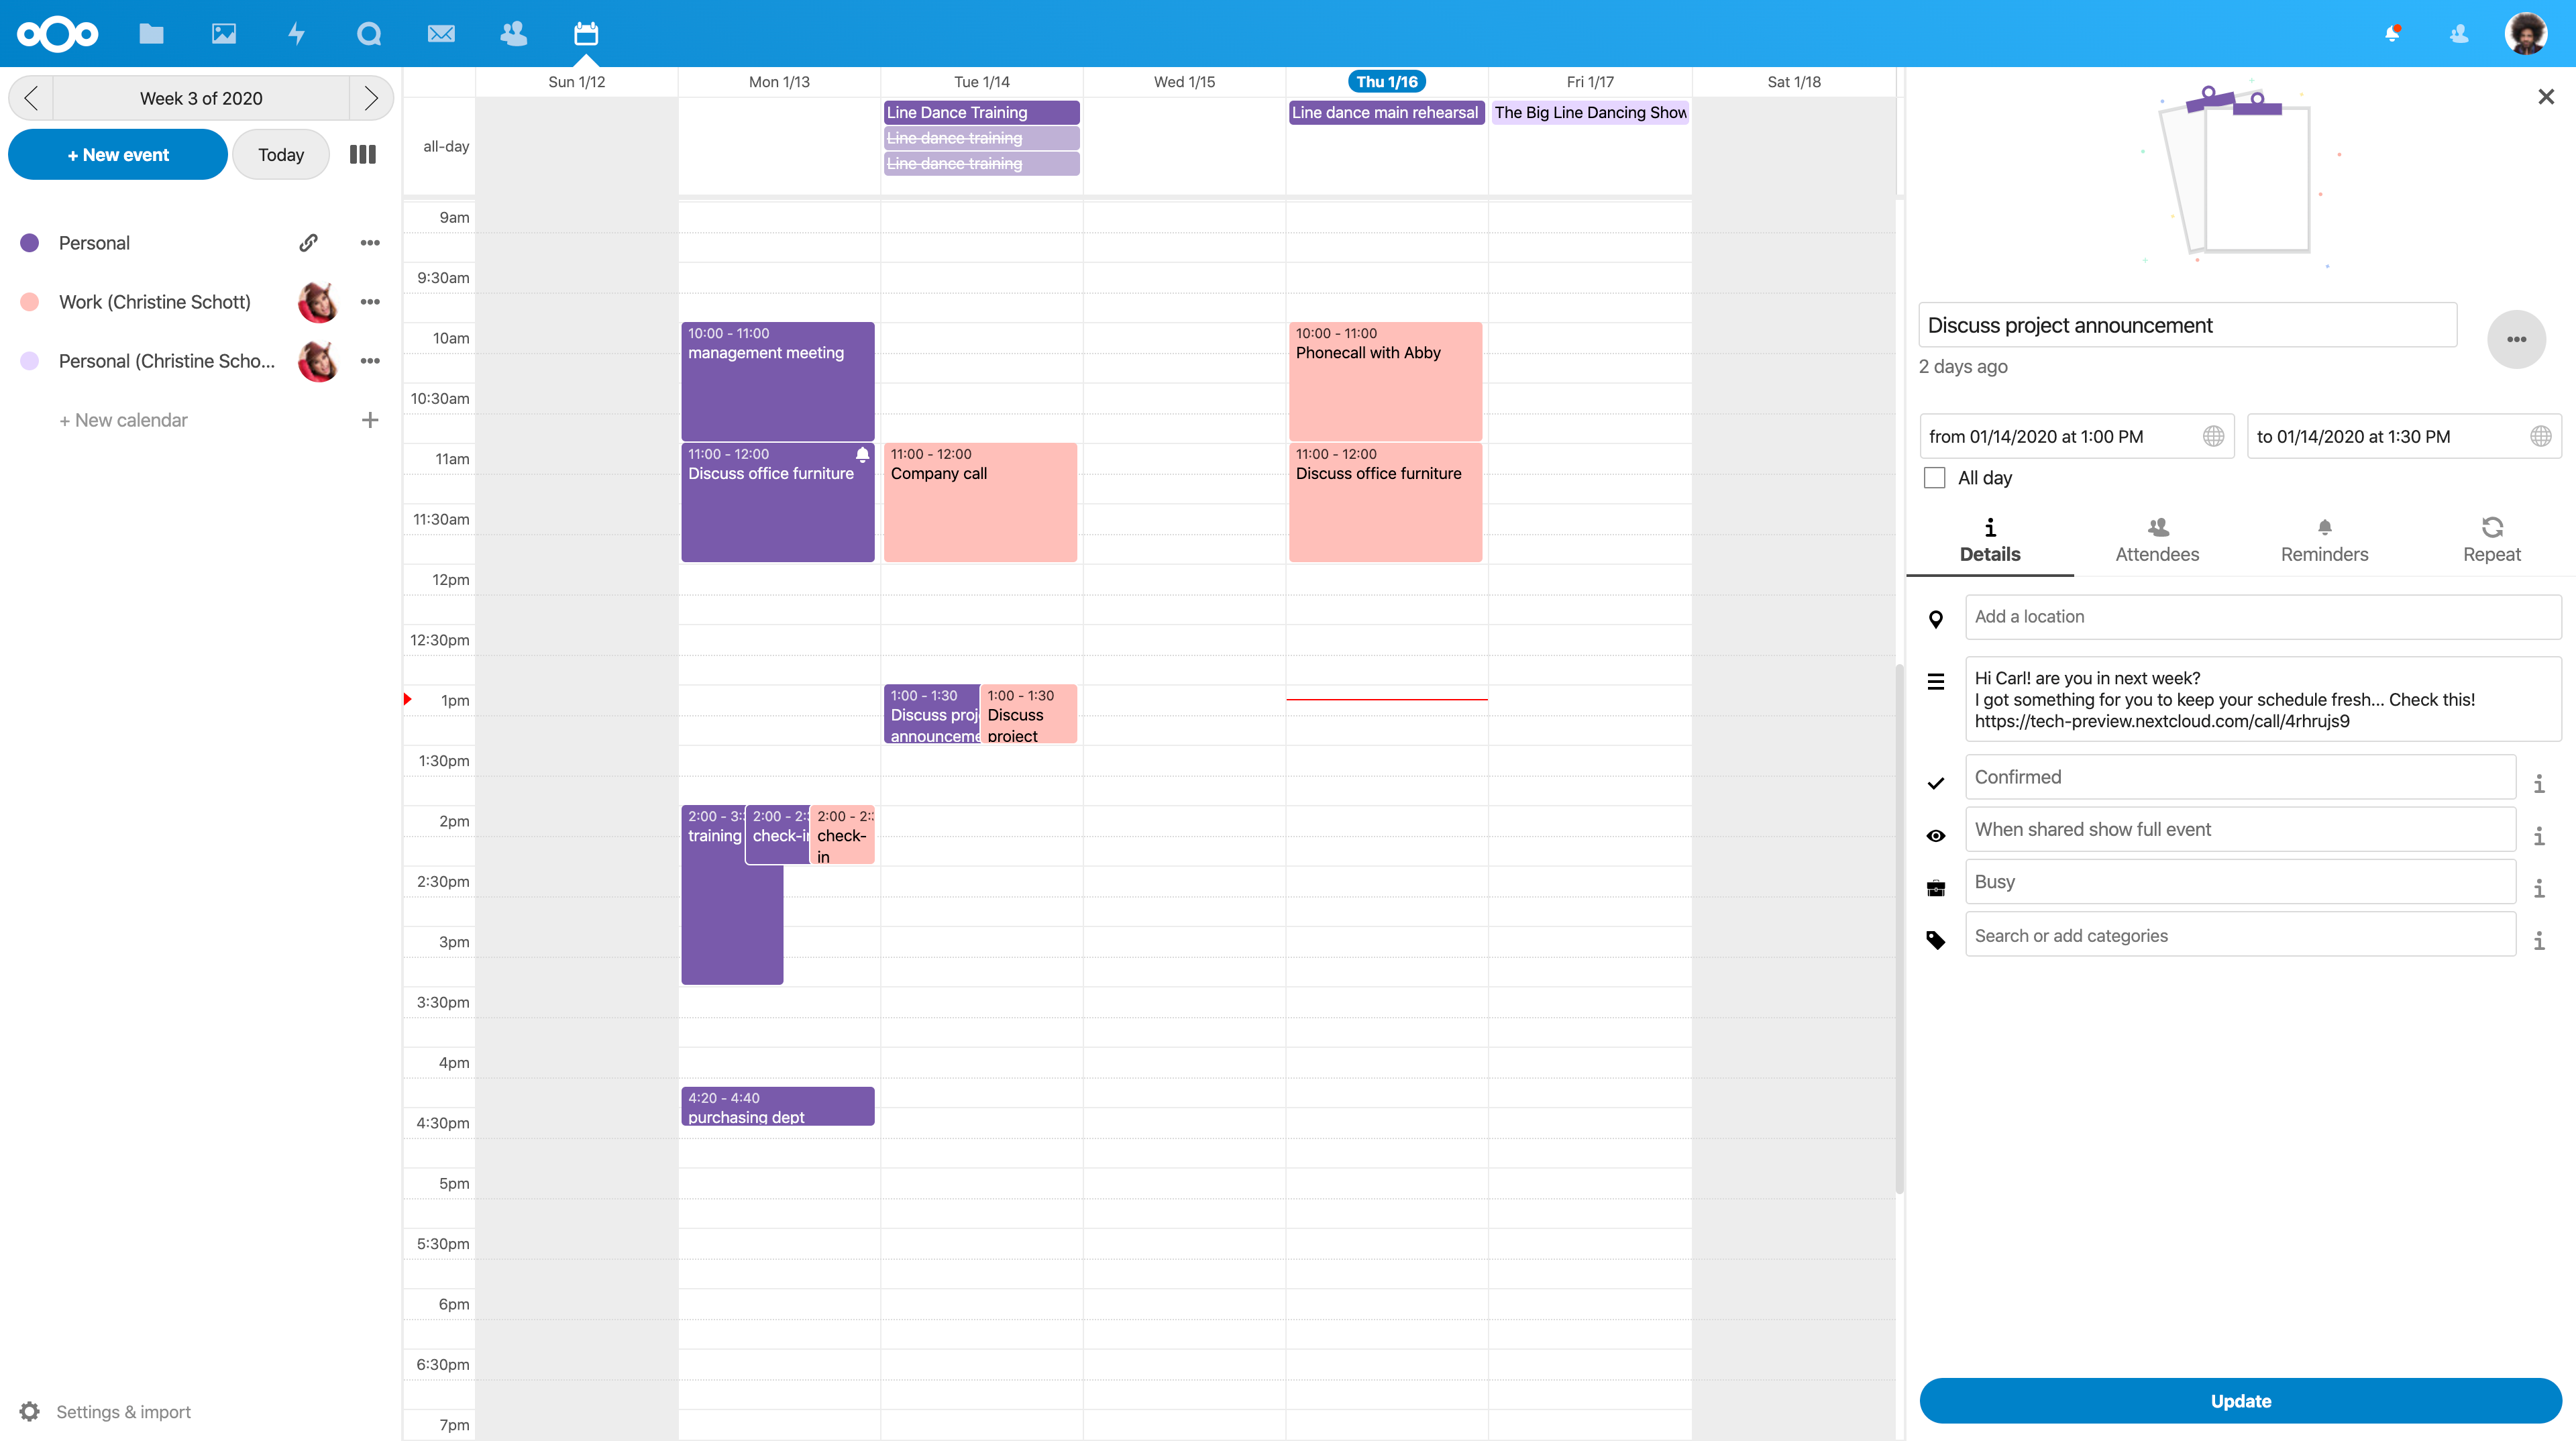 Week 3 of 2020
+ New event
Today
Personal
Work (Christine Schott)
Personal (Christine Scho...
+ New calendar
Settings & import
Sun 1/12
Mon 1/13
Tue 1/14
Wed 1/15
Thu 1/16
Fri 1/17
Sat 1/18
all-day
Line Dance Training
Line dance training
Line dance training
Line dance main rehearsal
The Big Line Dancing Show
9am
9:30am
10am
10:30am
11am
11:30am
12pm
12:30pm
1pm
1:30pm
2pm
2:30pm
3pm
3:30pm
4pm
4:30pm
5pm
5:30pm
6pm
6:30pm
7pm
10:00 - 11:00
management meeting
11:00 - 12:00
Discuss office furniture
2:00 - 3:
training
2:00 - 2:
check-i
2:00 - 2:
check-
in
4:20 - 4:40
purchasing dept
11:00 - 12:00
Company call
1:00 - 1:30
Discuss proj
announceme
1:00 - 1:30
Discuss
project
10:00 - 11:00
Phonecall with Abby
11:00 - 12:00
Discuss office furniture
Discuss project announcement
2 days ago
from 01/14/2020 at 1:00 PM
to 01/14/2020 at 1:30 PM
All day
Details
Attendees
Reminders
Repeat
Add a location
Hi Carl! are you in next week?
I got something for you to keep your schedule fresh... Check this!
https://tech-preview.nextcloud.com/call/4rhrujs9
Confirmed
When shared show full event
Busy
Search or add categories
Update